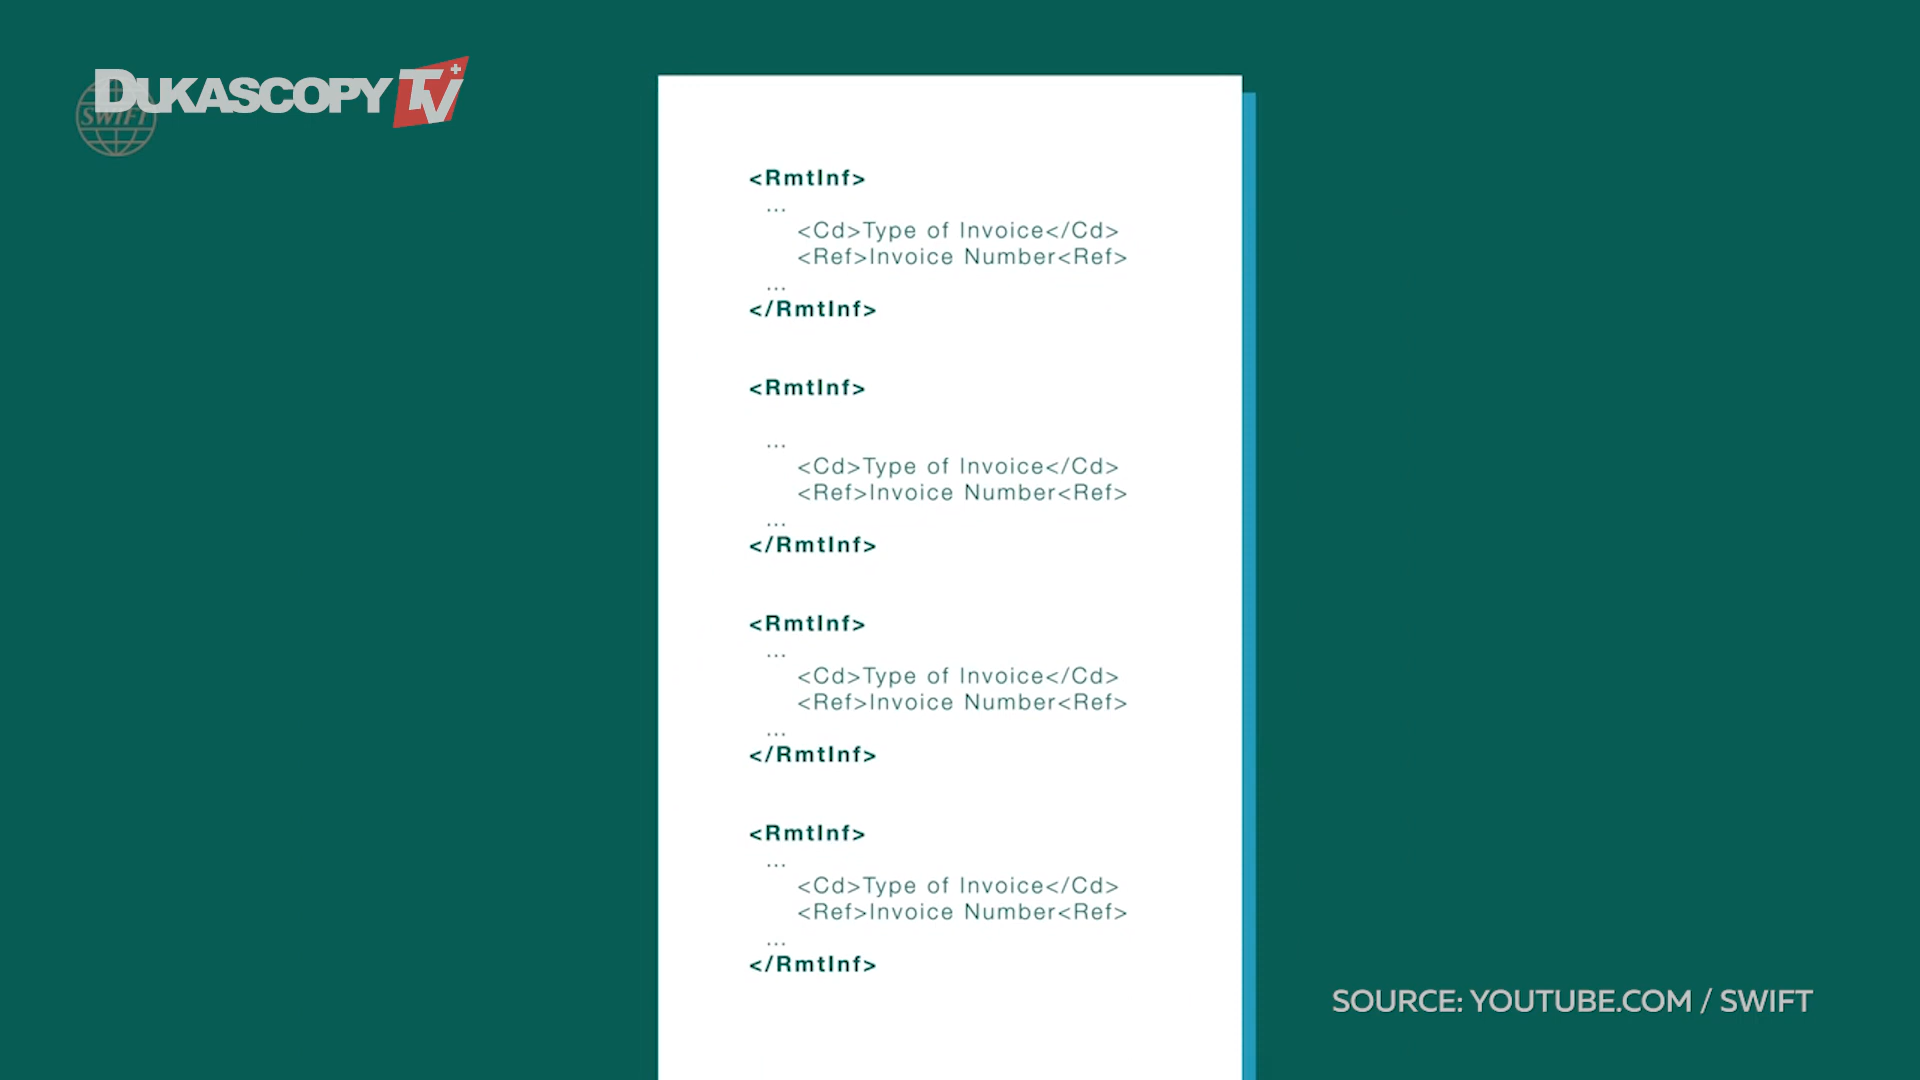 DUKASCOPY TV
SWIFT
<RmtInf>
...
<Cd>Type of Invoice</Cd>
<Ref>Invoice Number<Ref>
...
</RmtInf>
<RmtInf>
...
<Cd>Type of Invoice</Cd>
<Ref>Invoice Number<Ref>
...
</RmtInf>
<RmtInf>
...
<Cd>Type of Invoice</Cd>
<Ref>Invoice Number<Ref>
...
</RmtInf>
<RmtInf>
...
<Cd>Type of Invoice</Cd>
<Ref>Invoice Number<Ref>
...
</RmtInf>
SOURCE: YOUTUBE.COM / SWIFT